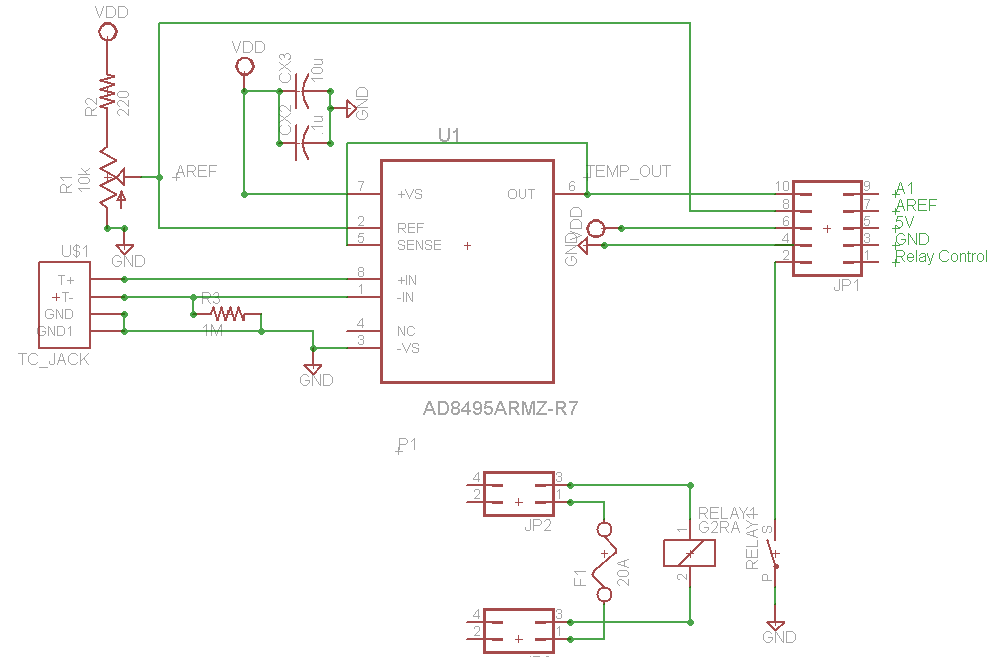 VDD
R2
220
R1
10k
AREF
GND
VDD
CX3
10u
CX2
.1u
GND
U1
7
+VS
2
REF
5
SENSE
8
+IN
1
-IN
4
NC
3
-VS
OUT
6
TEMP_OUT
AD8495ARMZ-R7
U$1
T+
T-
GND
GND1
TC_JACK
R3
1M
GND
VDD
GND
10
8
6
4
2
9
7
5
3
1
A1
AREF
5V
GND
Relay Control
JP1
P1
4
2
3
1
JP2
F1
20A
RELAY1
G2RA
1
2
RELAY
S
P
GND
4
2
3
1